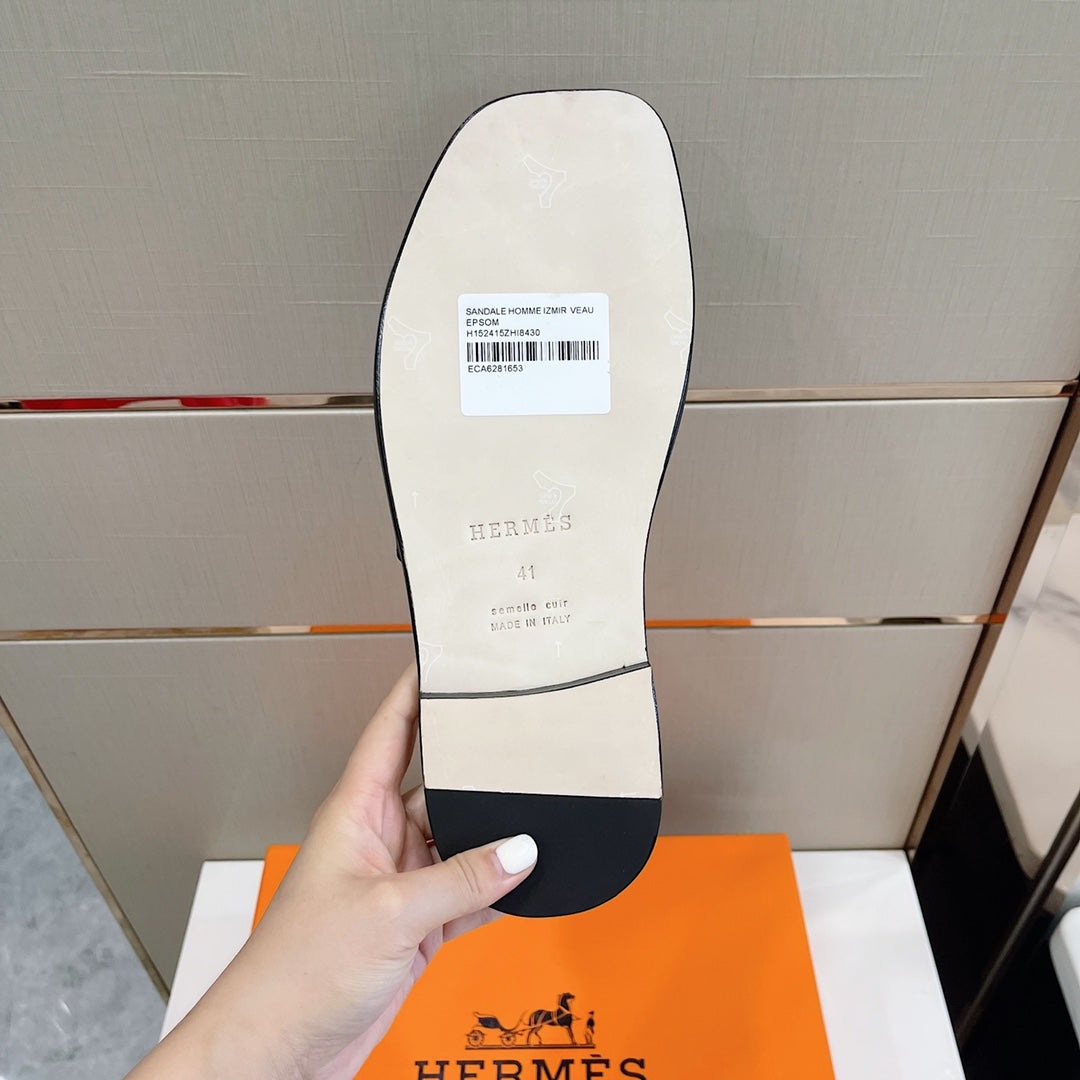 SANDALE HOMME IZMIR VEAU
EPSOM
H152415ZHI8430
ECA6281653
HERMÈS
41
semelle cuir
MADE IN ITALY
HERMÈS